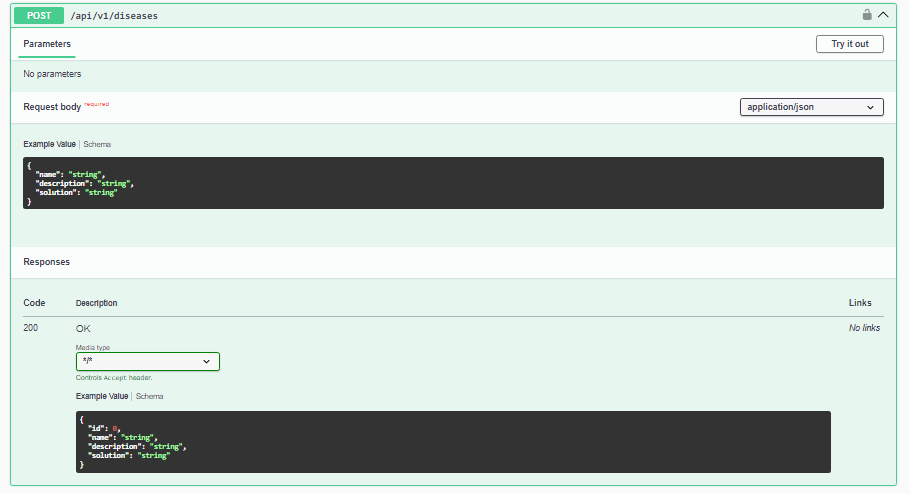 POST /api/v1/diseases
Parameters
Try it out
No parameters
Request body required
application/json
Example Value | Schema
{
  "name": "string",
  "description": "string",
  "solution": "string"
}
Responses
Code Description Links
200 OK No links
Media type
*/*
Controls Accept header.
Example Value | Schema
{
  "id": 0,
  "name": "string",
  "description": "string",
  "solution": "string"
}